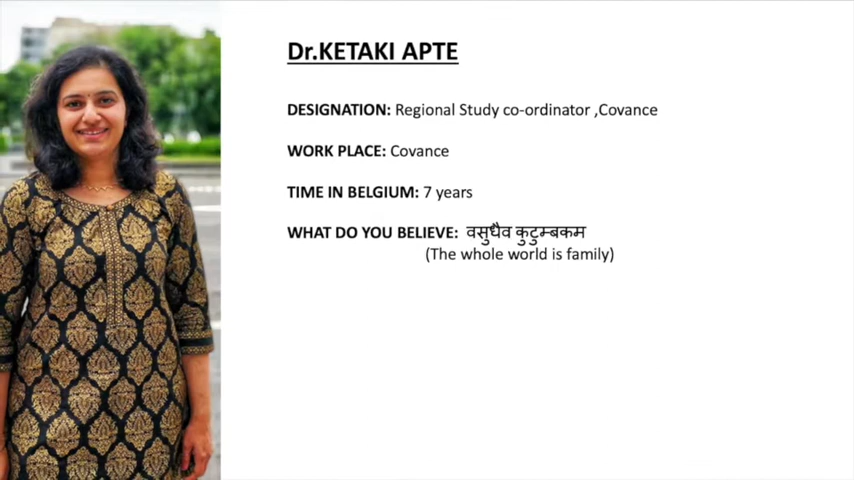 Dr.KETAKI APTE
DESIGNATION: Regional Study co-ordinator ,Covance
WORK PLACE: Covance
TIME IN BELGIUM: 7 years
WHAT DO YOU BELIEVE: वसुधैव कुटुम्बकम
(The whole world is family)